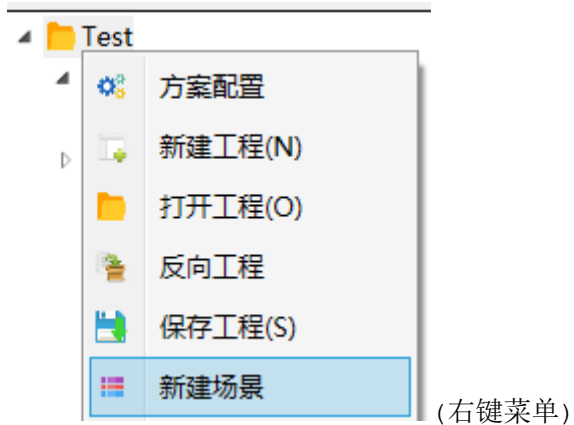 Test
方案配置
新建工程(N)
打开工程(O)
反向工程
保存工程(S)
新建场景
(右键菜单)